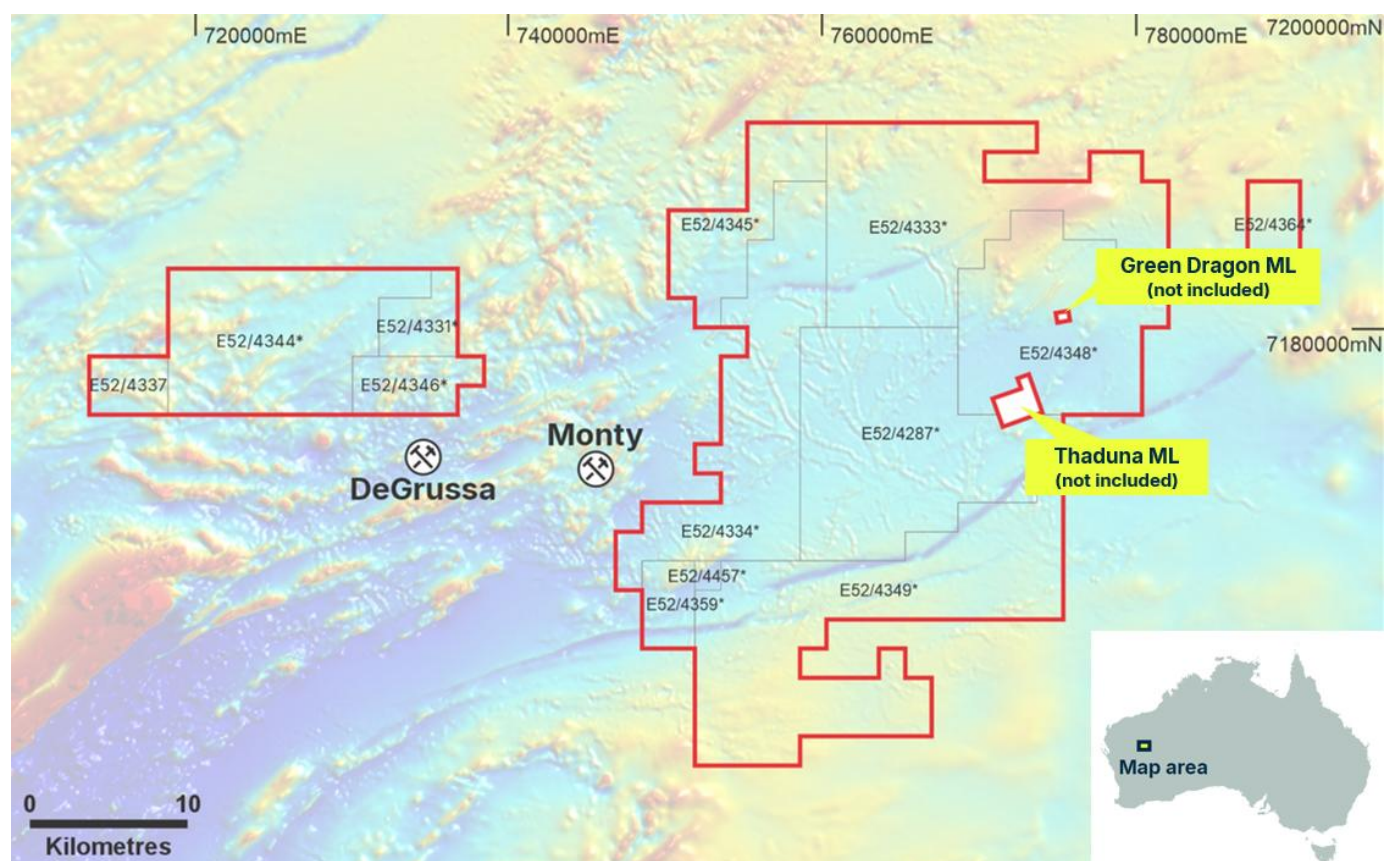 720000mE
740000mE
760000mE
780000mE
7200000mN
E52/4345*
E52/4333*
E52/4364*
Green Dragon ML
(not included)
E52/4331*
E52/4344*
7180000mN
E52/4348*
E52/4337
E52/4346*
Monty
E52/4287*
DeGrussa
Thaduna ML
(not included)
E52/4334*
E52/4457*
E52/4349*
E52/4359*
Map area
0
10
Kilometres